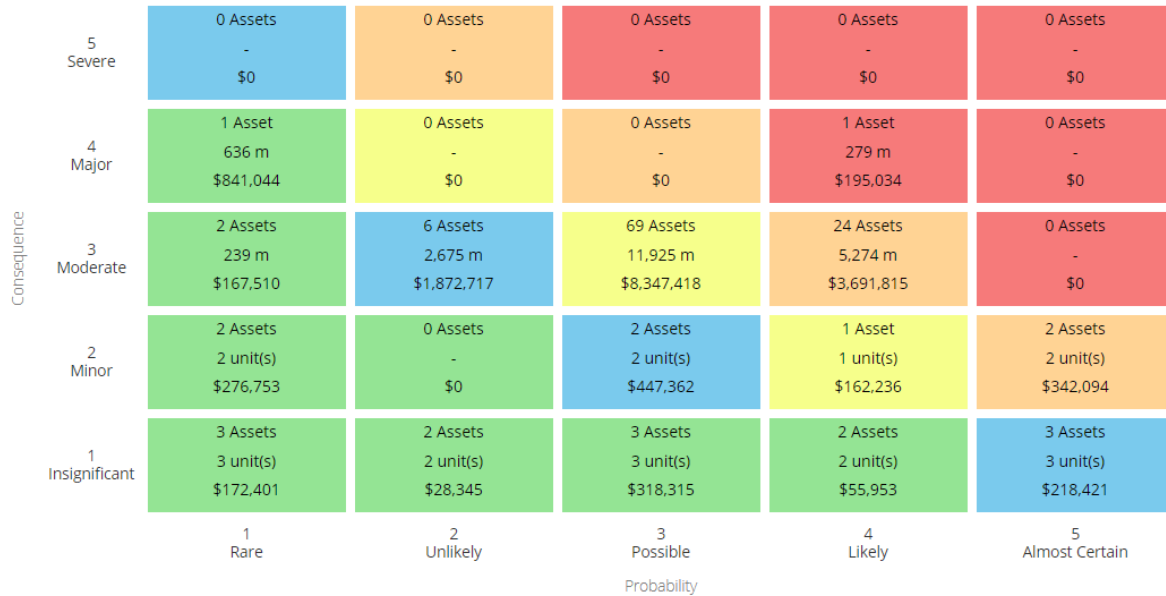 0 Assets
-
$0
0 Assets
-
$0
0 Assets
-
$0
0 Assets
-
$0
0 Assets
-
$0
5
Severe
1 Asset
636 m
$841,044
0 Assets
-
$0
0 Assets
-
$0
1 Asset
279 m
$195,034
0 Assets
-
$0
4
Major
2 Assets
239 m
$167,510
6 Assets
2,675 m
$1,872,717
69 Assets
11,925 m
$8,347,418
24 Assets
5,274 m
$3,691,815
0 Assets
-
$0
3
Moderate
Consequence
2 Assets
2 unit(s)
$276,753
0 Assets
-
$0
2 Assets
2 unit(s)
$447,362
1 Asset
1 unit(s)
$162,236
2 Assets
2 unit(s)
$342,094
2
Minor
3 Assets
3 unit(s)
$172,401
2 Assets
2 unit(s)
$28,345
3 Assets
3 unit(s)
$318,315
2 Assets
2 unit(s)
$55,953
3 Assets
3 unit(s)
$218,421
1
Insignificant
1
Rare
2
Unlikely
3
Possible
4
Likely
5
Almost Certain
Probability